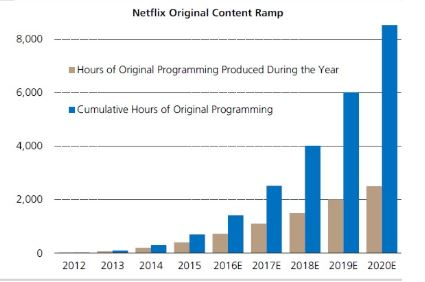 Netflix Original Content Ramp
8,000
Hours of Original Programming Produced During the Year
6,000
Cumulative Hours of Original Programming
4,000
2,000
0
2012 2013 2014 2015 2016E 2017E 2018E 2019E 2020E